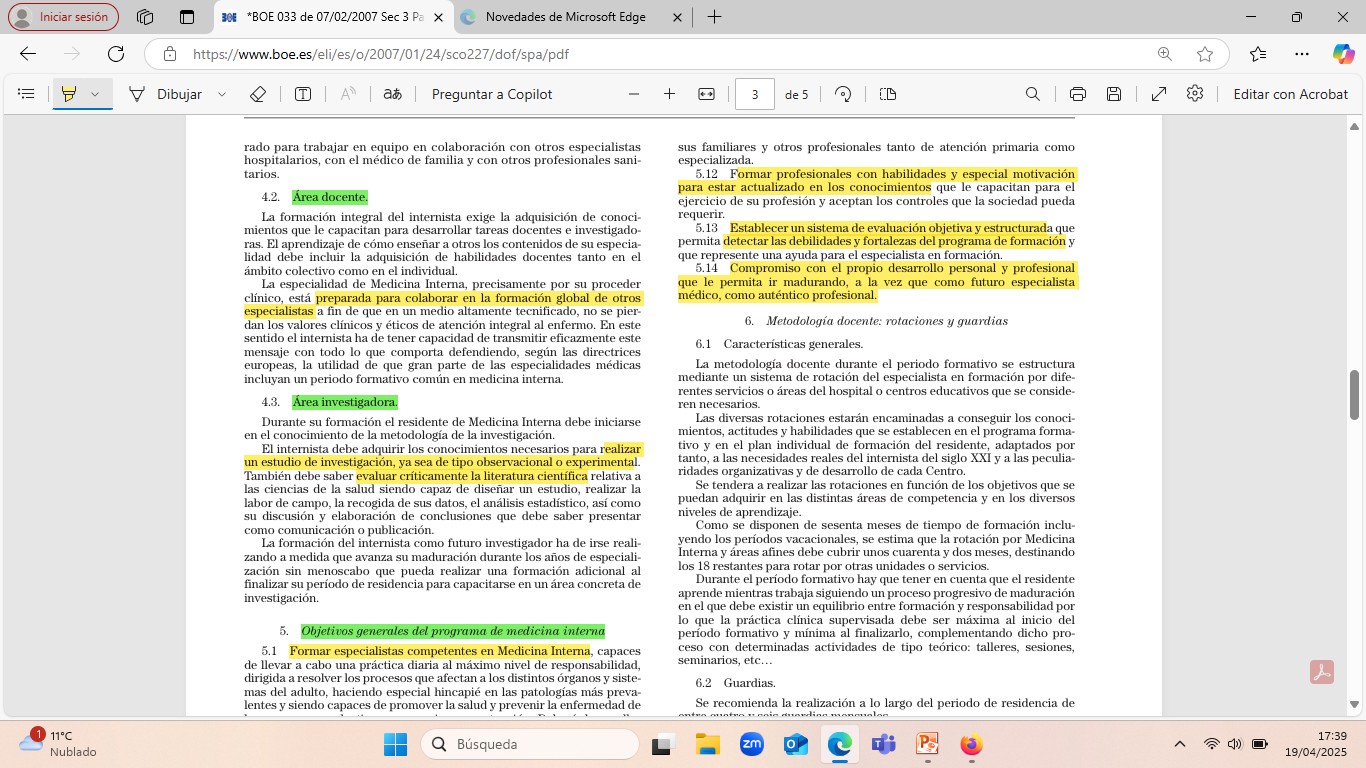 Iniciar sesión
*BOE 033 de 07/02/2007 Sec 3 Pa
Novedades de Microsoft Edge
https://www.boe.es/eli/es/o/2007/01/24/sco227/dof/spa/pdf
Dibujar
Preguntar a Copilot
3
de 5
Editar con Acrobat
rado para trabajar en equipo en colaboración con otros especialistas
hospitalarios, con el médico de familia y con otros profesionales sani-
tarios.
4.2. Área docente.
La formación integral del internista exige la adquisición de conoci-
mientos que le capacitan para desarrollar tareas docentes e investigado-
ras. El aprendizaje de cómo enseñar a otros los contenidos de su especia-
lidad debe incluir la adquisición de habilidades docentes tanto en el
ámbito colectivo como en el individual.
La especialidad de Medicina Interna, precisamente por su proceder
clínico, está preparada para colaborar en la formación global de otros
especialistas a fin de que en un medio altamente tecnificado, no se pier-
dan los valores clínicos y éticos de atención integral al enfermo. En este
sentido el internista ha de tener capacidad de transmitir eficazmente este
mensaje con todo lo que comporta defendiendo, según las directrices
europeas, la utilidad de que gran parte de las especialidades médicas
incluyan un periodo formativo común en medicina interna.
4.3. Área investigadora.
Durante su formación el residente de Medicina Interna debe iniciarse
en el conocimiento de la metodología de la investigación.
El internista debe adquirir los conocimientos necesarios para realizar
un estudio de investigación, ya sea de tipo observacional o experimental.
También debe saber evaluar críticamente la literatura científica relativa a
las ciencias de la salud siendo capaz de diseñar un estudio, realizar la
labor de campo, la recogida de sus datos, el análisis estadístico, así como
su discusión y elaboración de conclusiones que debe saber presentar
como comunicación o publicación.
La formación del internista como futuro investigador ha de irse reali-
zando a medida que avanza su maduración durante los años de especiali-
zación sin menoscabo que pueda realizar una formación adicional al
finalizar su período de residencia para capacitarse en un área concreta de
investigación.
5. Objetivos generales del programa de medicina interna
5.1 Formar especialistas competentes en Medicina Interna, capaces
de llevar a cabo una práctica diaria al máximo nivel de responsabilidad,
dirigida a resolver los procesos que afectan a los distintos órganos y siste-
mas del adulto, haciendo especial hincapié en las patologías más preva-
lentes y siendo capaces de promover la salud y prevenir la enfermedad de
sus familiares y otros profesionales tanto de atención primaria como
especializada.
5.12 Formar profesionales con habilidades y especial motivación
para estar actualizado en los conocimientos que le capacitan para el
ejercicio de su profesión y aceptan los controles que la sociedad pueda
requerir.
5.13 Establecer un sistema de evaluación objetiva y estructurada que
permita detectar las debilidades y fortalezas del programa de formación y
que represente una ayuda para el especialista en formación.
5.14 Compromiso con el propio desarrollo personal y profesional
que le permita ir madurando, a la vez que como futuro especialista
médico, como auténtico profesional.
6. Metodología docente: rotaciones y guardias
6.1 Características generales.
La metodología docente durante el periodo formativo se estructura
mediante un sistema de rotación del especialista en formación por dife-
rentes servicios o áreas del hospital o centros educativos que se conside-
ren necesarios.
Las diversas rotaciones estarán encaminadas a conseguir los conoci-
mientos, actitudes y habilidades que se establecen en el programa forma-
tivo y en el plan individual de formación del residente, adaptados por
tanto, a las necesidades reales del internista del siglo XXI y a las peculia-
ridades organizativas y de desarrollo de cada Centro.
Se tendera a realizar las rotaciones en función de los objetivos que se
puedan adquirir en las distintas áreas de competencia y en los diversos
niveles de aprendizaje.
Como se disponen de sesenta meses de tiempo de formación inclu-
yendo los períodos vacacionales, se estima que la rotación por Medicina
Interna y áreas afines debe cubrir unos cuarenta y dos meses, destinando
los 18 restantes para rotar por otras unidades o servicios.
Durante el período formativo hay que tener en cuenta que el residente
aprende mientras trabaja siguiendo un proceso progresivo de maduración
en el que debe existir un equilibrio entre formación y responsabilidad por
lo que la práctica clínica supervisada debe ser máxima al inicio del
período formativo y mínima al finalizarlo, complementando dicho pro-
ceso con determinadas actividades de tipo teórico: talleres, sesiones,
seminarios, etc…
6.2 Guardias.
Se recomienda la realización a lo largo del periodo de residencia de
entre cuatro y seis guardias mensuales.
1
11°C
Nublado
Búsqueda
zm
17:39
19/04/2025